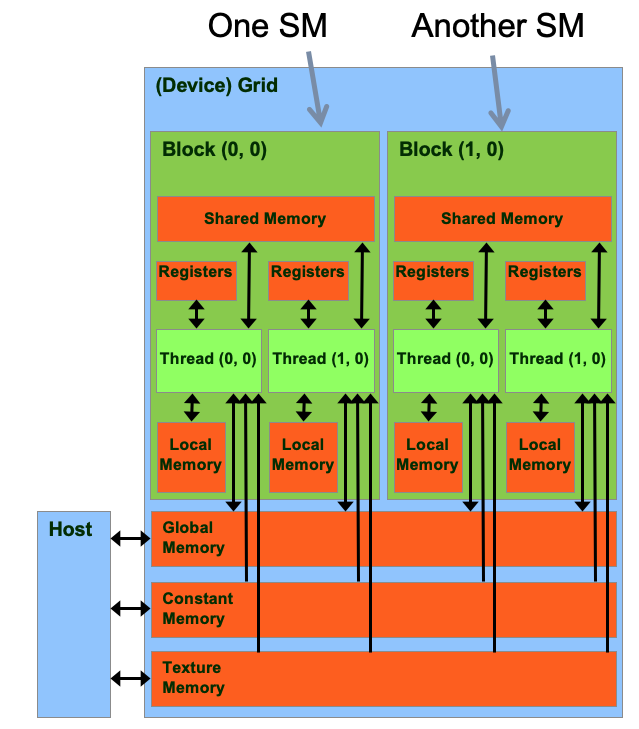 One SM
Another SM
(Device) Grid
Block (0, 0)
Block (1, 0)
Shared Memory
Shared Memory
Registers
Registers
Registers
Registers
Thread (0, 0)
Thread (1, 0)
Thread (0, 0)
Thread (1, 0)
Local
Memory
Local
Memory
Local
Memory
Local
Memory
Host
Global
Memory
Constant
Memory
Texture
Memory